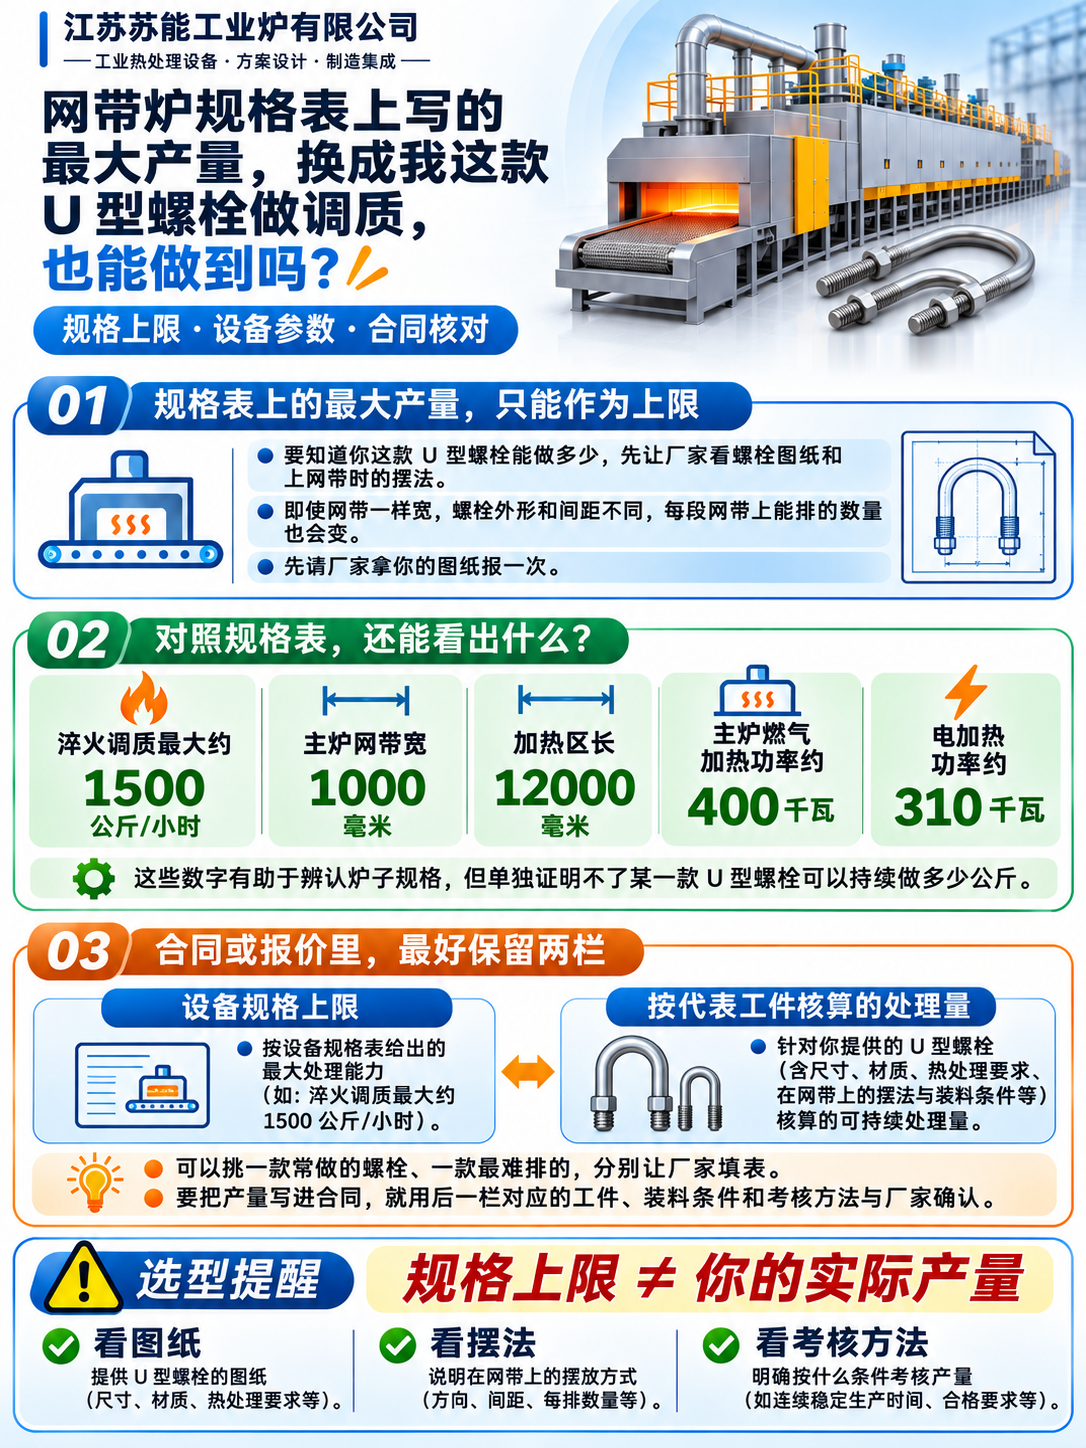 江苏苏能工业炉有限公司
工业热处理设备·方案设计·制造集成
网带炉规格表上写的
最大产量，换成我这款
U 型螺栓做调质，
也能做到吗？
规格上限·设备参数·合同核对
01 规格表上的最大产量，只能作为上限
要知道你这款 U 型螺栓能做多少，先让厂家看螺栓图纸和
上网带时的摆法。
即使网带一样宽，螺栓外形和间距不同，每段网带上能排的数量
也会变。
先请厂家拿你的图纸报一次。
02 对照规格表，还能看出什么？
淬火调质最大约
1500
公斤/小时
主炉网带宽
1000
毫米
加热区长
12000
毫米
主炉燃气
加热功率约
400千瓦
电加热
功率约
310千瓦
这些数字有助于辨认炉子规格，但单独证明不了某一款 U 型螺栓可以持续做多少公斤。
03 合同或报价里，最好保留两栏
设备规格上限
按设备规格表给出的
最大处理能力
（如：淬火调质最大约
1500 公斤/小时）。
按代表工件核算的处理量
针对你提供的 U 型螺栓
（含尺寸、材质、热处理要求、
在网带上的摆法与装料条件等）
核算的可持续处理量。
可以挑一款常做的螺栓、一款最难排的，分别让厂家填表。
要把产量写进合同，就用后一栏对应的工件、装料条件和考核方法与厂家确认。
选型提醒
规格上限 ≠ 你的实际产量
看图纸
提供 U 型螺栓的图纸
（尺寸、材质、热处理要求等）。
看摆法
说明在网带上的摆放方式
（方向、间距、每排数量等）。
看考核方法
明确按什么条件考核产量
（如连续稳定生产时间、合格要求等）。